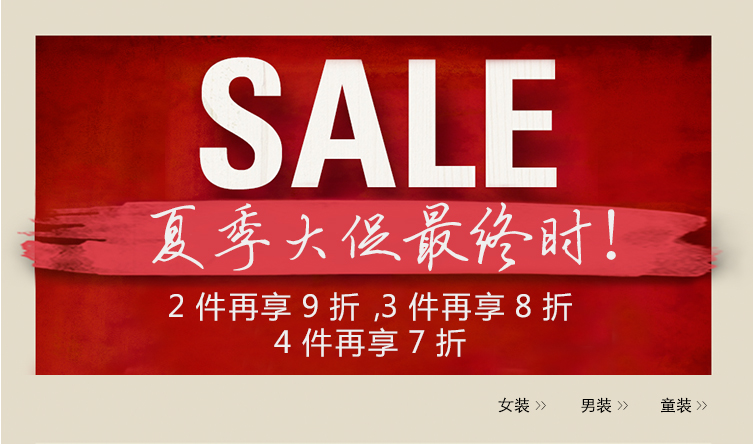 SALE
夏季大促最终时!
2 件再享 9 折 ,3 件再享 8 折
4 件再享 7 折
女装 >> 男装 >> 童装 >>